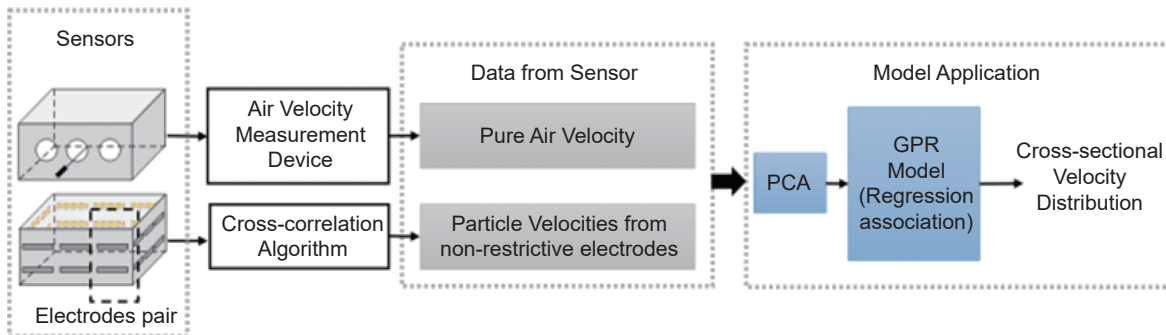 Sensors
Electrodes pair
Air Velocity
Measurement
Device
Cross-correlation
Algorithm
Data from Sensor
Pure Air Velocity
Particle Velocities from
non-restrictive electrodes
Model Application
PCA
GPR
Model
(Regression
association)
Cross-sectional
Velocity
Distribution